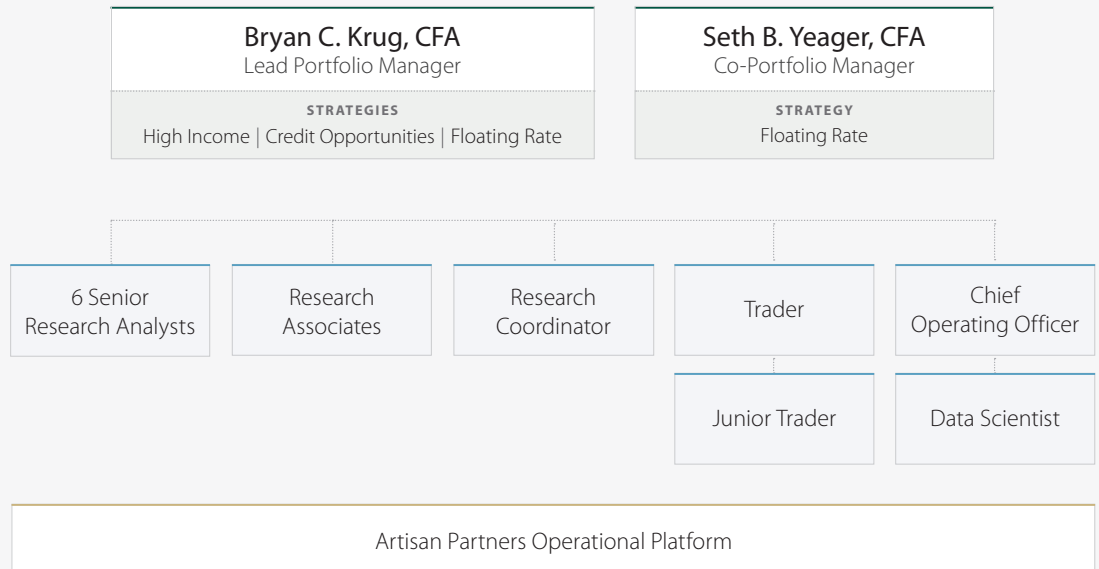 Bryan C. Krug, CFA
Lead Portfolio Manager
STRATEGIES
High Income | Credit Opportunities | Floating Rate
Seth B. Yeager, CFA
Co-Portfolio Manager
STRATEGY
Floating Rate
6 Senior
Research Analysts
Research
Associates
Research
Coordinator
Trader
Chief
Operating Officer
Junior Trader
Data Scientist
Artisan Partners Operational Platform